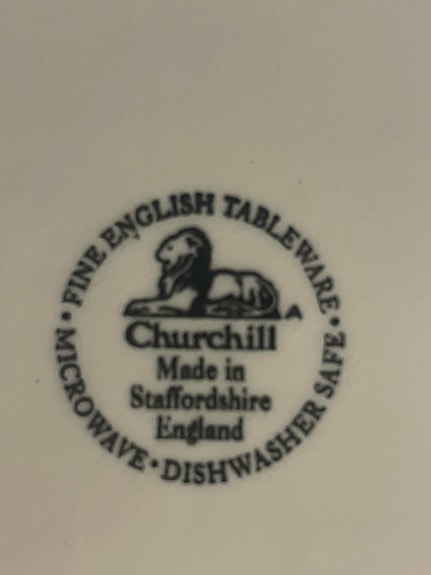 • FINE ENGLISH TABLEWARE •
A
Churchill
Made in
Staffordshire
England
MICROWAVE • DISHWASHER SAFE